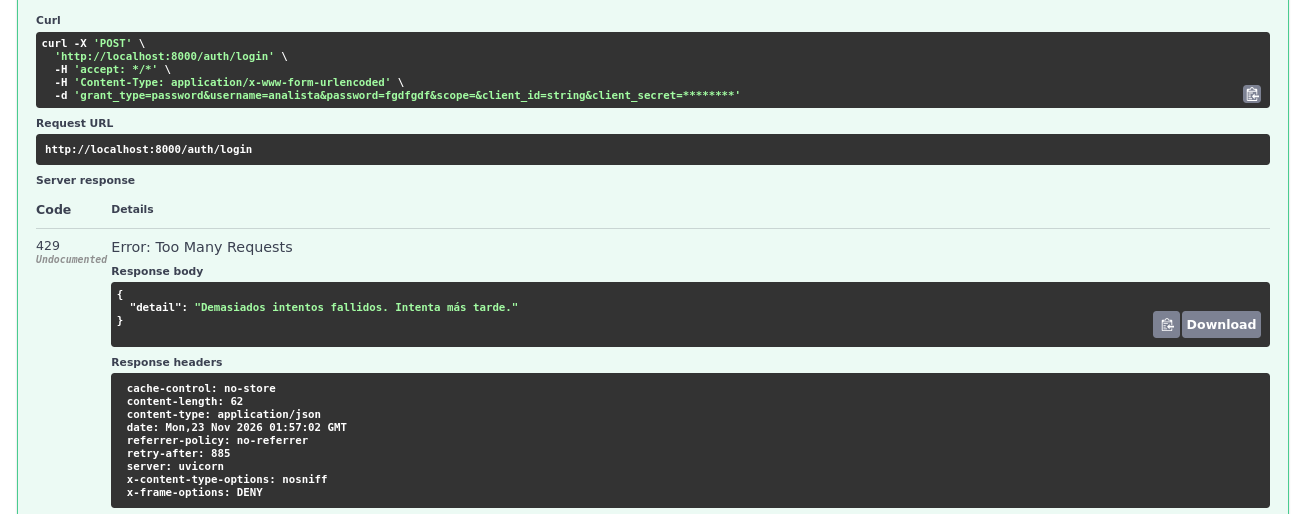 Curl
curl -X 'POST' \
  'http://localhost:8000/auth/login' \
  -H 'accept: */*' \
  -H 'Content-Type: application/x-www-form-urlencoded' \
  -d 'grant_type=password&username=analista&password=fgdfgdf&scope=&client_id=string&client_secret=********'
Request URL
http://localhost:8000/auth/login
Server response
Code Details
429 Error: Too Many Requests
Undocumented
Response body
{
  "detail": "Demasiados intentos fallidos. Intenta más tarde."
}
Download
Response headers
cache-control: no-store
content-length: 62
content-type: application/json
date: Mon,23 Nov 2026 01:57:02 GMT
referrer-policy: no-referrer
retry-after: 885
server: uvicorn
x-content-type-options: nosniff
x-frame-options: DENY